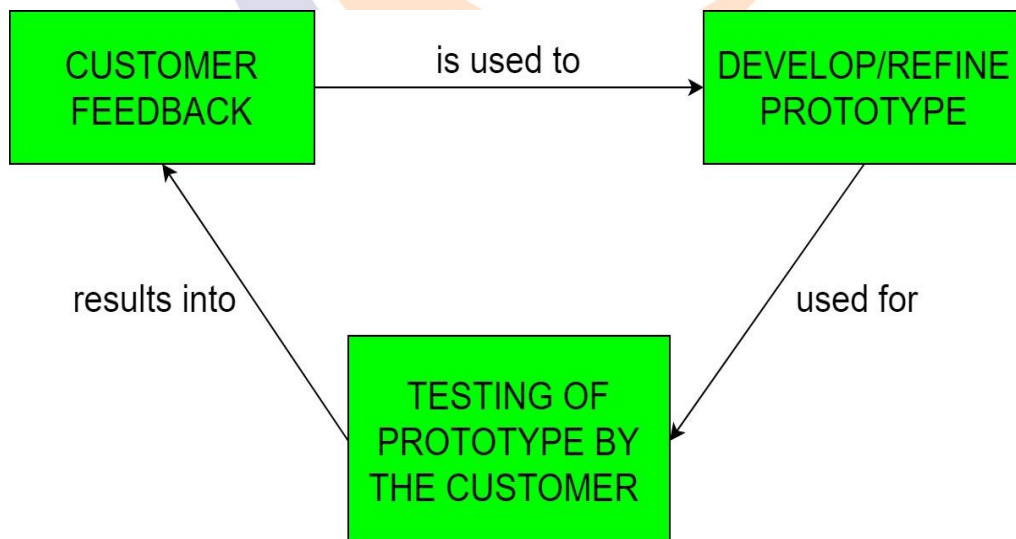 CUSTOMER
FEEDBACK
is used to
DEVELOP/REFINE
PROTOTYPE
used for
TESTING OF
PROTOTYPE BY
THE CUSTOMER
results into